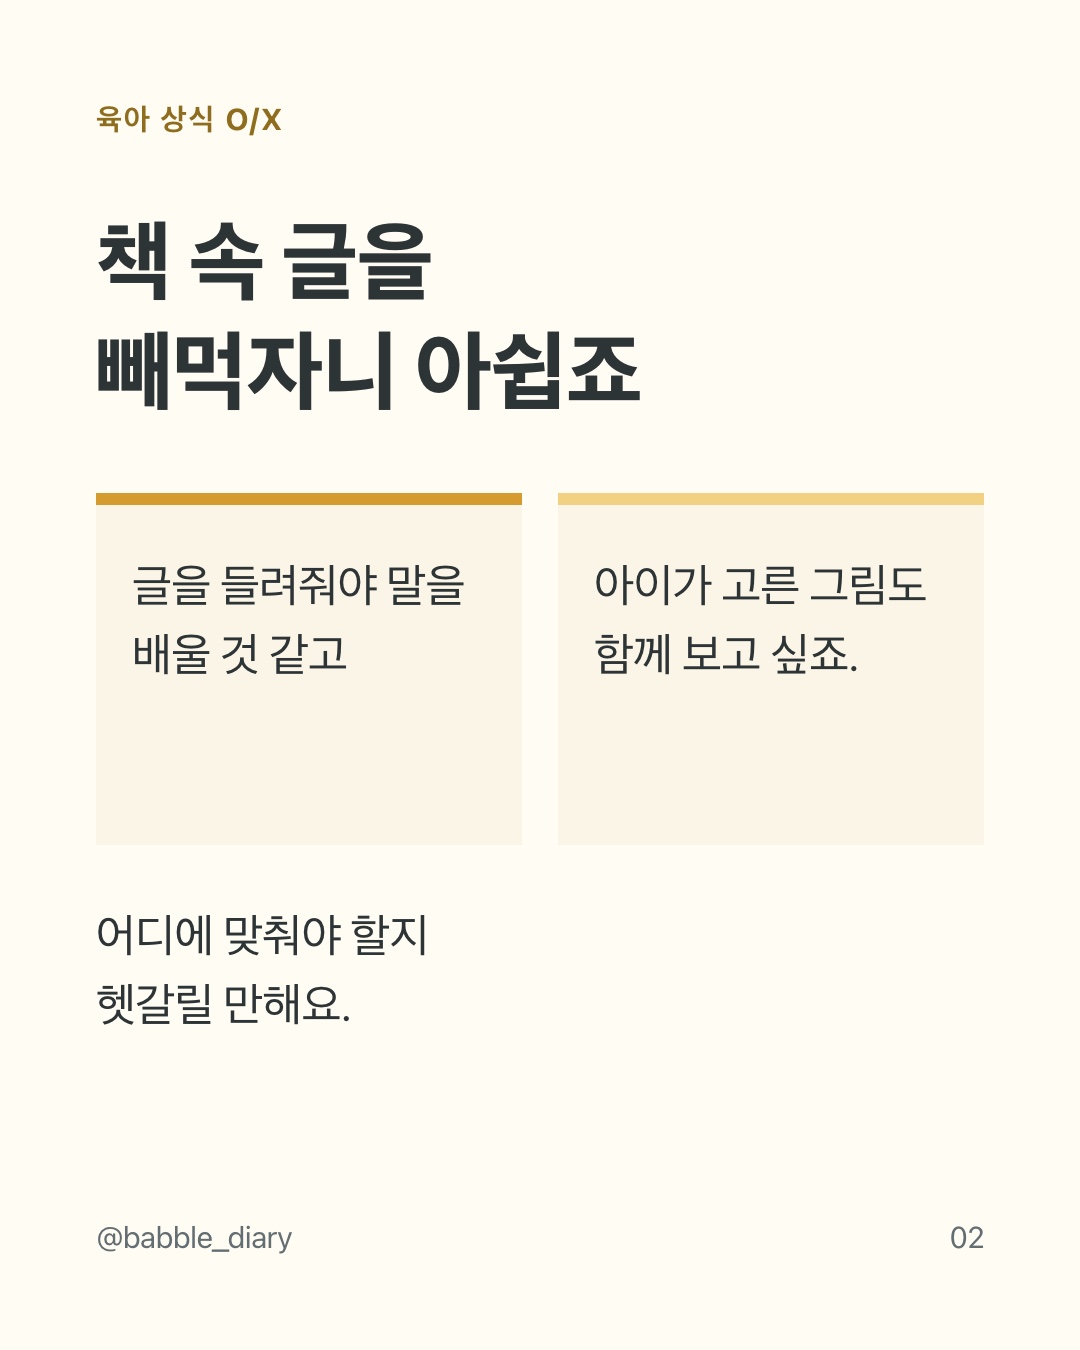 육아 상식 O/X
책 속 글을
빼먹자니 아쉽죠
글을 들려줘야 말을
배울 것 같고
아이가 고른 그림도
함께 보고 싶죠.
어디에 맞춰야 할지
헷갈릴 만해요.
@babble_diary
02